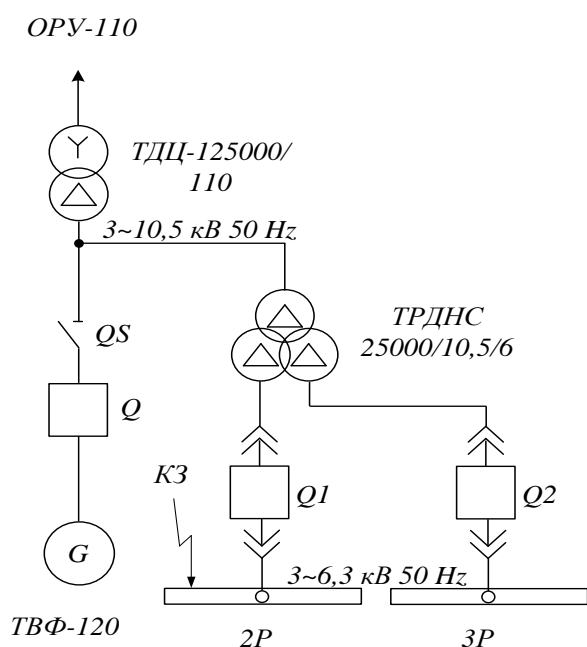 ОРУ-110
ТДЦ-125000/
110
3~10,5 кВ 50 Hz
ТРДНС
25000/10,5/6
QS
Q
КЗ
Q1
Q2
G
3~6,3 кВ 50 Hz
ТВФ-120
2Р
3Р